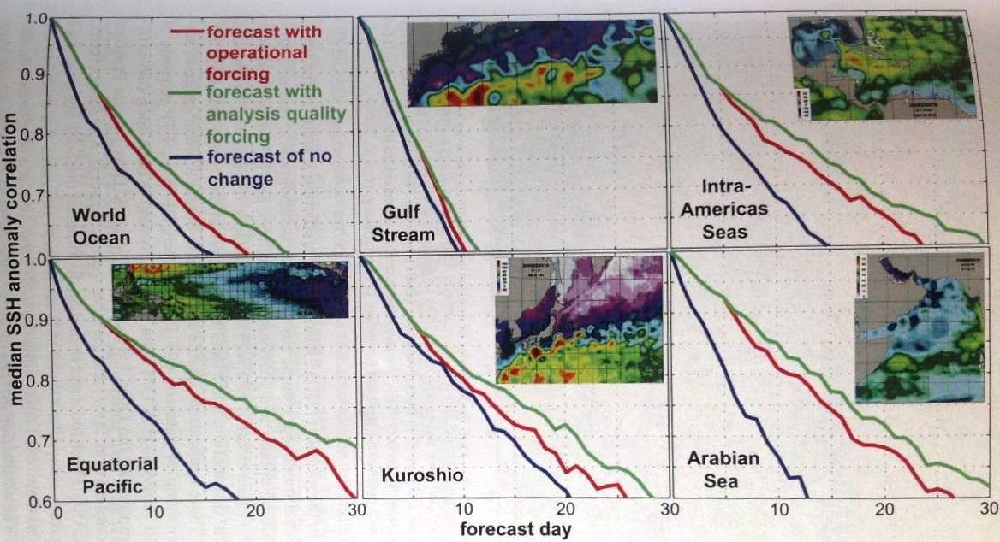 1.0
0.9
0.8
0.7
1.0
0.9
0.8
0.7
0.6
median SSH anomaly correlation
forecast with
operational
forcing
forecast with
analysis quality
forcing
forecast of no
change
World
Ocean
Gulf
Stream
Intra-
Americas
Seas
Equatorial
Pacific
Kuroshio
Arabian
Sea
0 10 20 30 10 20 30 10 20 30
forecast day